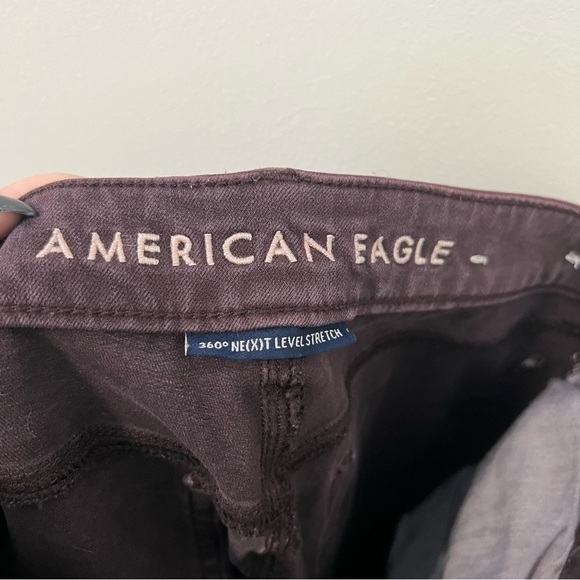 AMERICAN EAGLE
360° NE(X)T LEVEL STRETCH